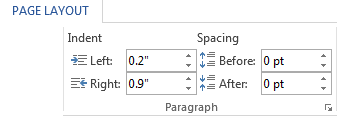 PAGE LAYOUT
Indent Spacing
Left: 0.2" Before: 0 pt
Right: 0.9" After: 0 pt
Paragraph